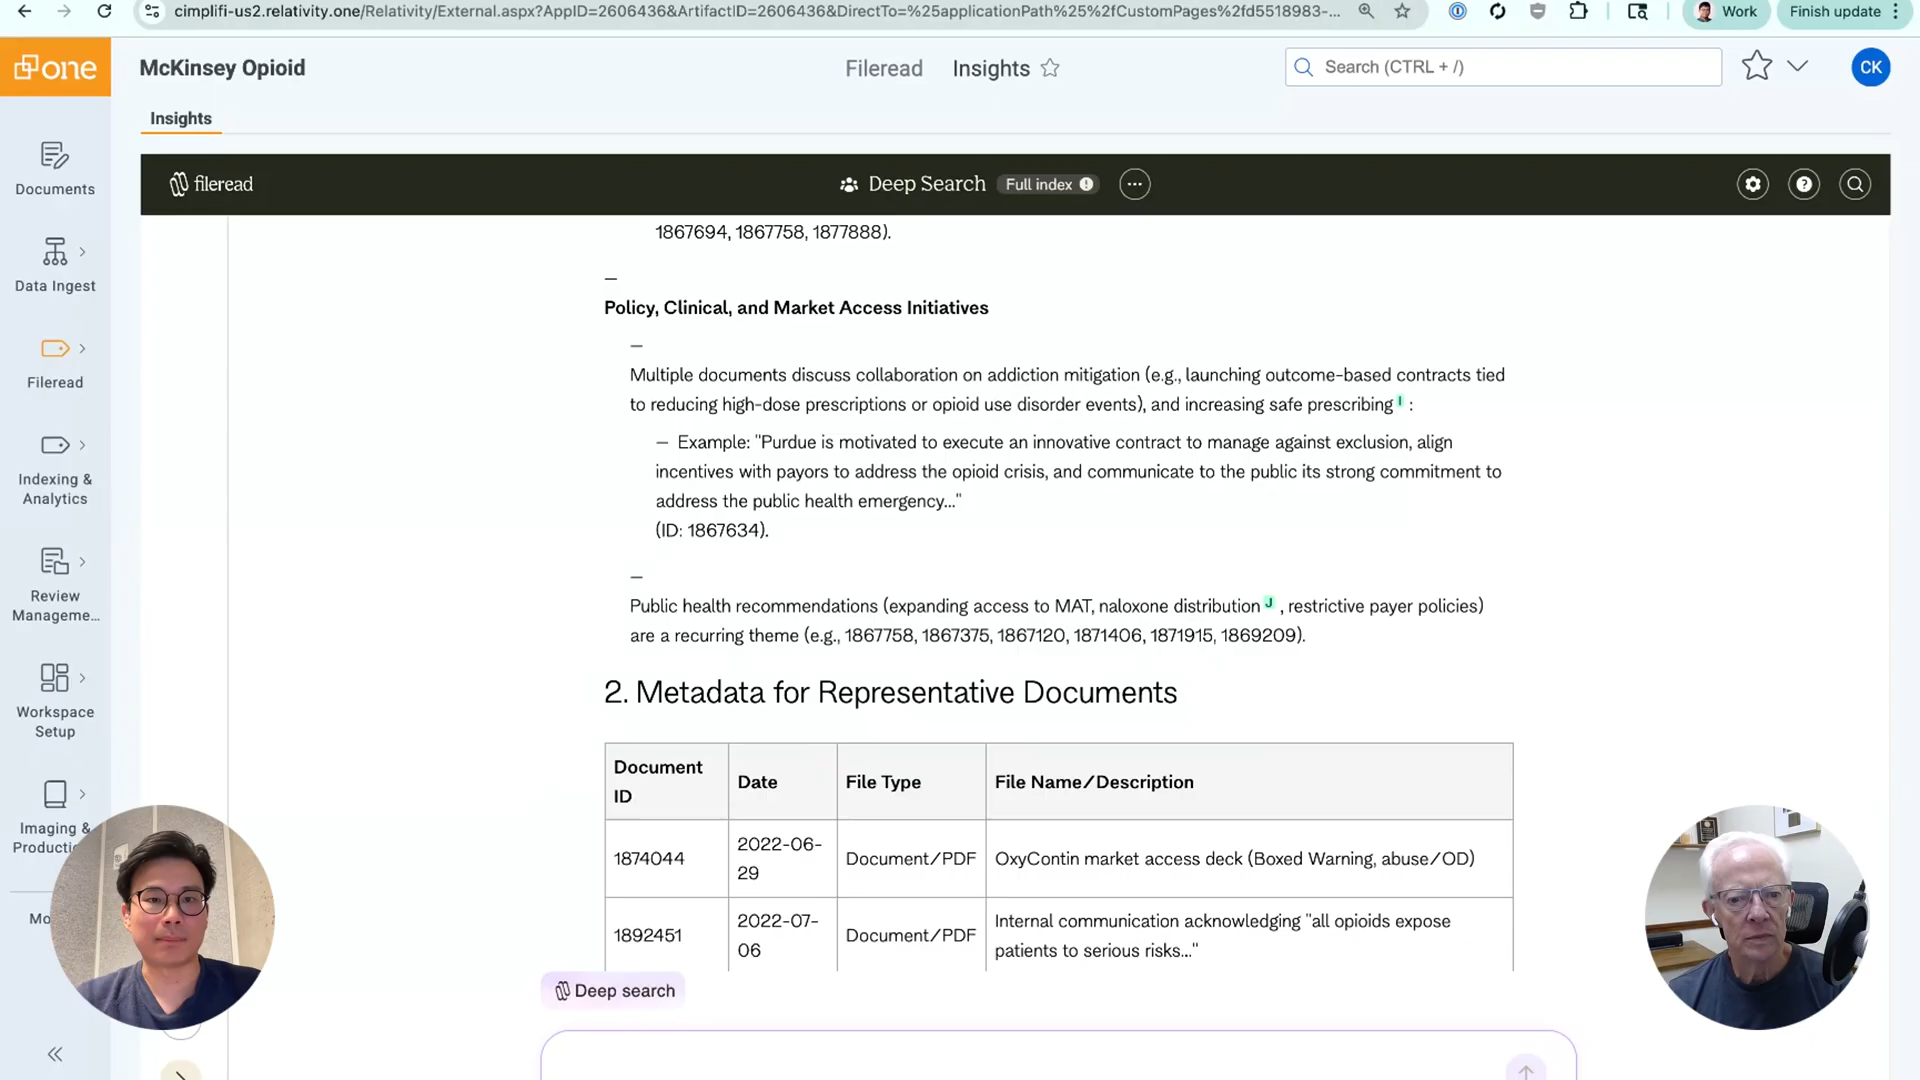 cimplifi-us2.relativity.one/Relativity/External.aspx?AppID=2606436&ArtifactID=2606436&DirectTo=%25applicationPath%25%2fCustomPages%2fd5518983-...
Work
Finish update
one
McKinsey Opioid
Fileread
Insights
Search (CTRL + /)
CK
Insights
Documents
Data Ingest
Fileread
Indexing &
Analytics
Review
Manageme...
Workspace
Setup
Imaging &
Producti
Mo
fileread
Deep Search
Full index
1867694, 1867758, 1877888).
—
Policy, Clinical, and Market Access Initiatives
—
Multiple documents discuss collaboration on addiction mitigation (e.g., launching outcome-based contracts tied
to reducing high-dose prescriptions or opioid use disorder events), and increasing safe prescribing I :
— Example: "Purdue is motivated to execute an innovative contract to manage against exclusion, align
incentives with payors to address the opioid crisis, and communicate to the public its strong commitment to
address the public health emergency..."
(ID: 1867634).
—
Public health recommendations (expanding access to MAT, naloxone distribution J , restrictive payer policies)
are a recurring theme (e.g., 1867758, 1867375, 1867120, 1871406, 1871915, 1869209).
2. Metadata for Representative Documents
Document
ID
Date
File Type
File Name/Description
1874044
2022-06-
29
Document/PDF
OxyContin market access deck (Boxed Warning, abuse/OD)
1892451
2022-07-
06
Document/PDF
Internal communication acknowledging "all opioids expose
patients to serious risks..."
Deep search